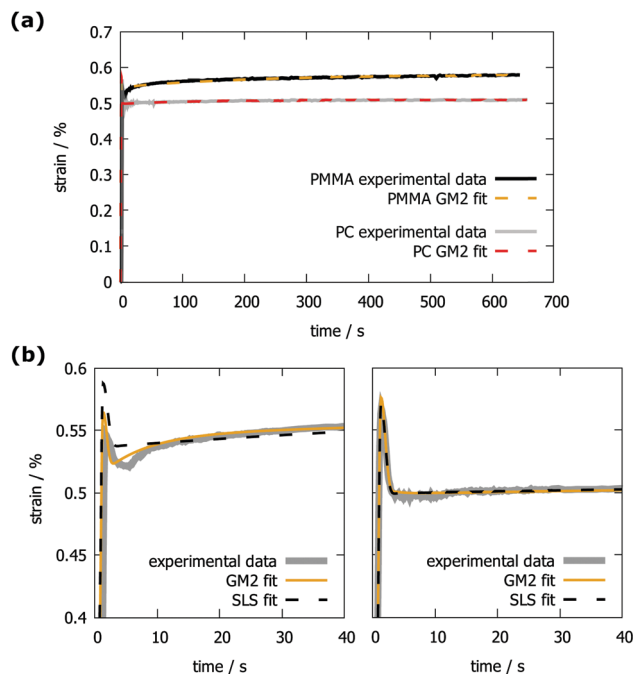 (a)
0.7
0.6
0.5
0.4
0.3
0.2
0.1
0
strain / %
PMMA experimental data
PMMA GM2 fit
PC experimental data
PC GM2 fit
0 100 200 300 400 500 600 700
time / s
(b)
0.6
0.55
0.5
0.45
0.4
strain / %
experimental data
GM2 fit
SLS fit
0 10 20 30 40
time / s
experimental data
GM2 fit
SLS fit
0 10 20 30 40
time / s